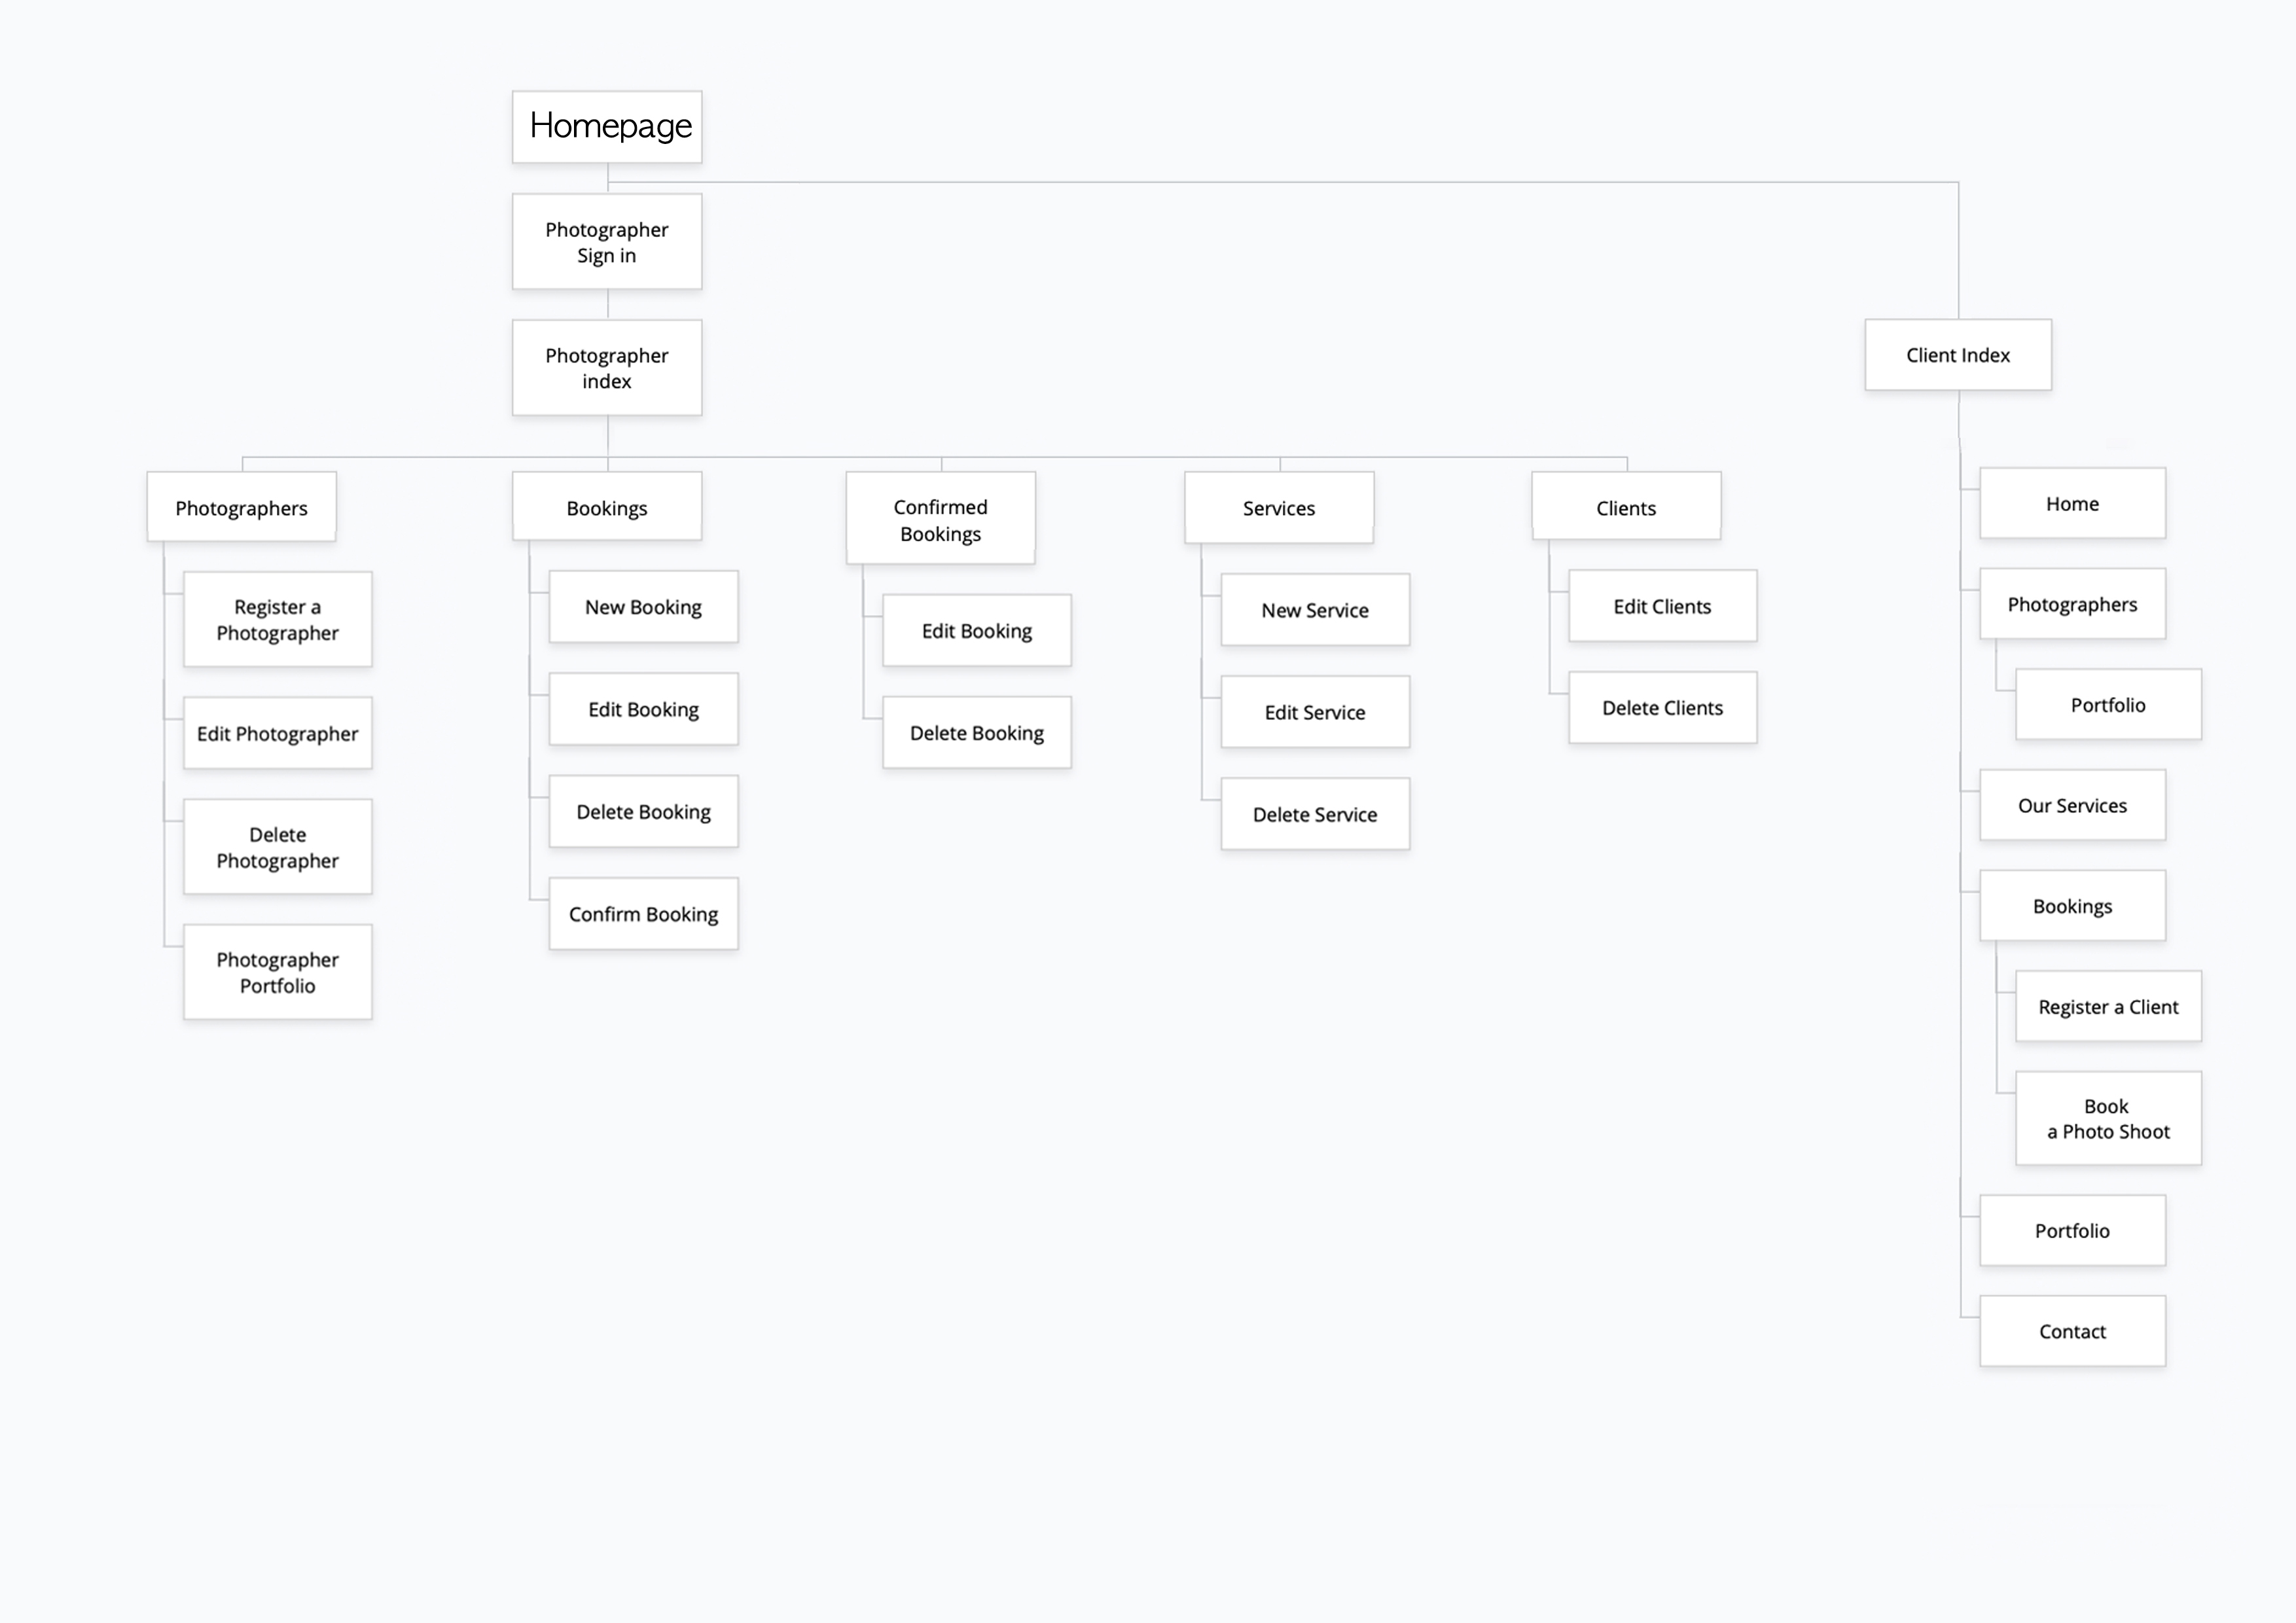 Homepage
Photographer
Sign in
Photographer
index
Client Index
Photographers
Register a
Photographer
Edit Photographer
Delete
Photographer
Photographer
Portfolio
Bookings
New Booking
Edit Booking
Delete Booking
Confirm Booking
Confirmed
Bookings
Edit Booking
Delete Booking
Services
New Service
Edit Service
Delete Service
Clients
Edit Clients
Delete Clients
Home
Photographers
Portfolio
Our Services
Bookings
Register a Client
Book
a Photo Shoot
Portfolio
Contact